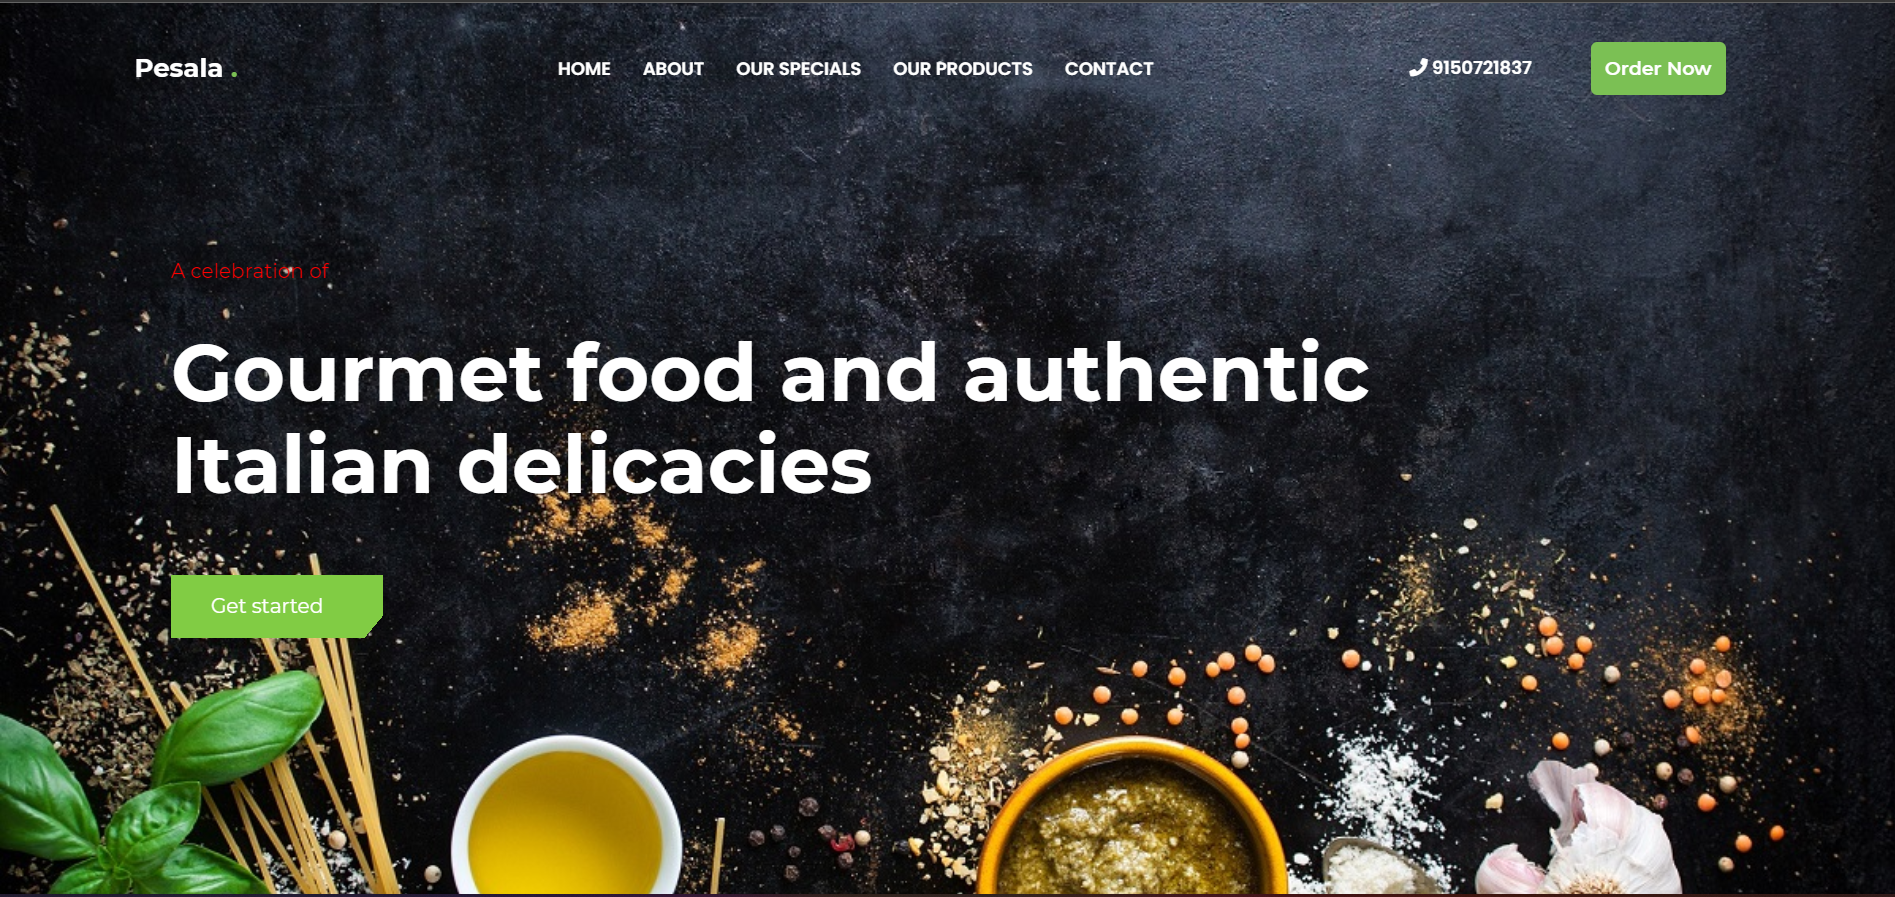 Pesala .
HOME ABOUT OUR SPECIALS OUR PRODUCTS CONTACT
9150721837
Order Now
A celebration of
Gourmet food and authentic
Italian delicacies
Get started